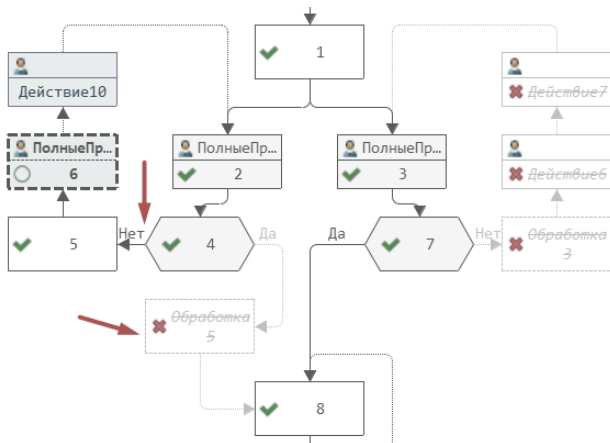 1
Действие10
Действие7
ПолныеПр...
6
ПолныеПр...
2
ПолныеПр...
3
Действие6
5
Нет
4
Да
Да
7
Нет
Обработка
3
Обработка
5
8